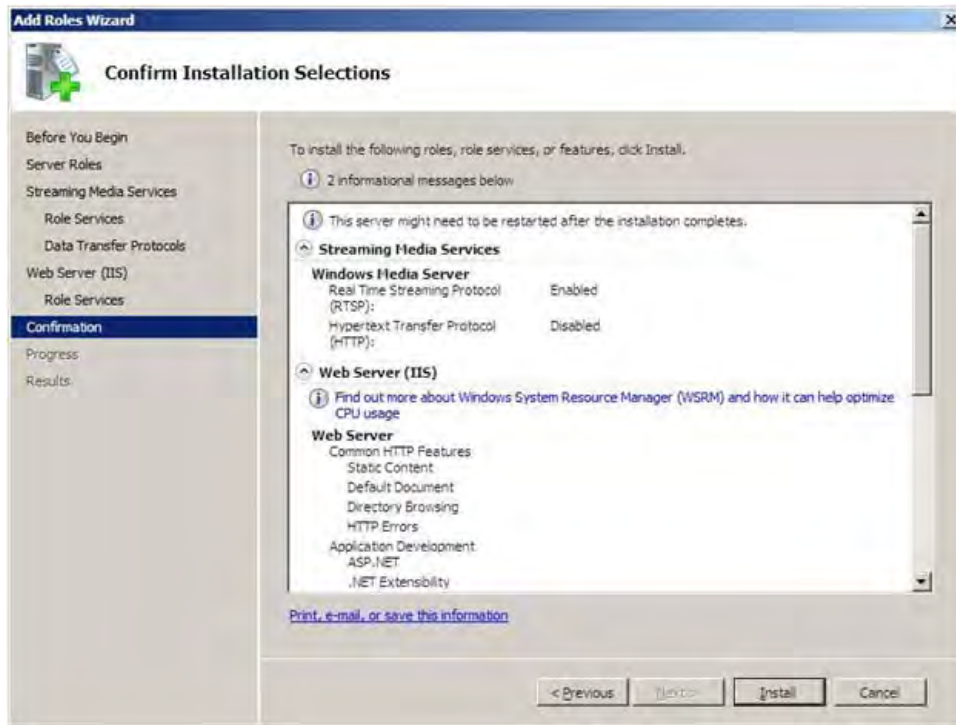 Add Roles Wizard
Confirm Installation Selections
Before You Begin
Server Roles
Streaming Media Services
Role Services
Data Transfer Protocols
Web Server (IIS)
Role Services
Confirmation
Progress
Results
To install the following roles, role services, or features, click Install.
2 informational messages below
This server might need to be restarted after the installation completes.
Streaming Media Services
Windows Media Server
Real Time Streaming Protocol Enabled
(RTSP):
Hypertext Transfer Protocol Disabled
(HTTP):
Web Server (IIS)
Find out more about Windows System Resource Manager (WSRM) and how it can help optimize
CPU usage
Web Server
Common HTTP Features
Static Content
Default Document
Directory Browsing
HTTP Errors
Application Development
ASP.NET
.NET Extensibility
Print, e-mail, or save this information
< Previous
Next >
Install
Cancel